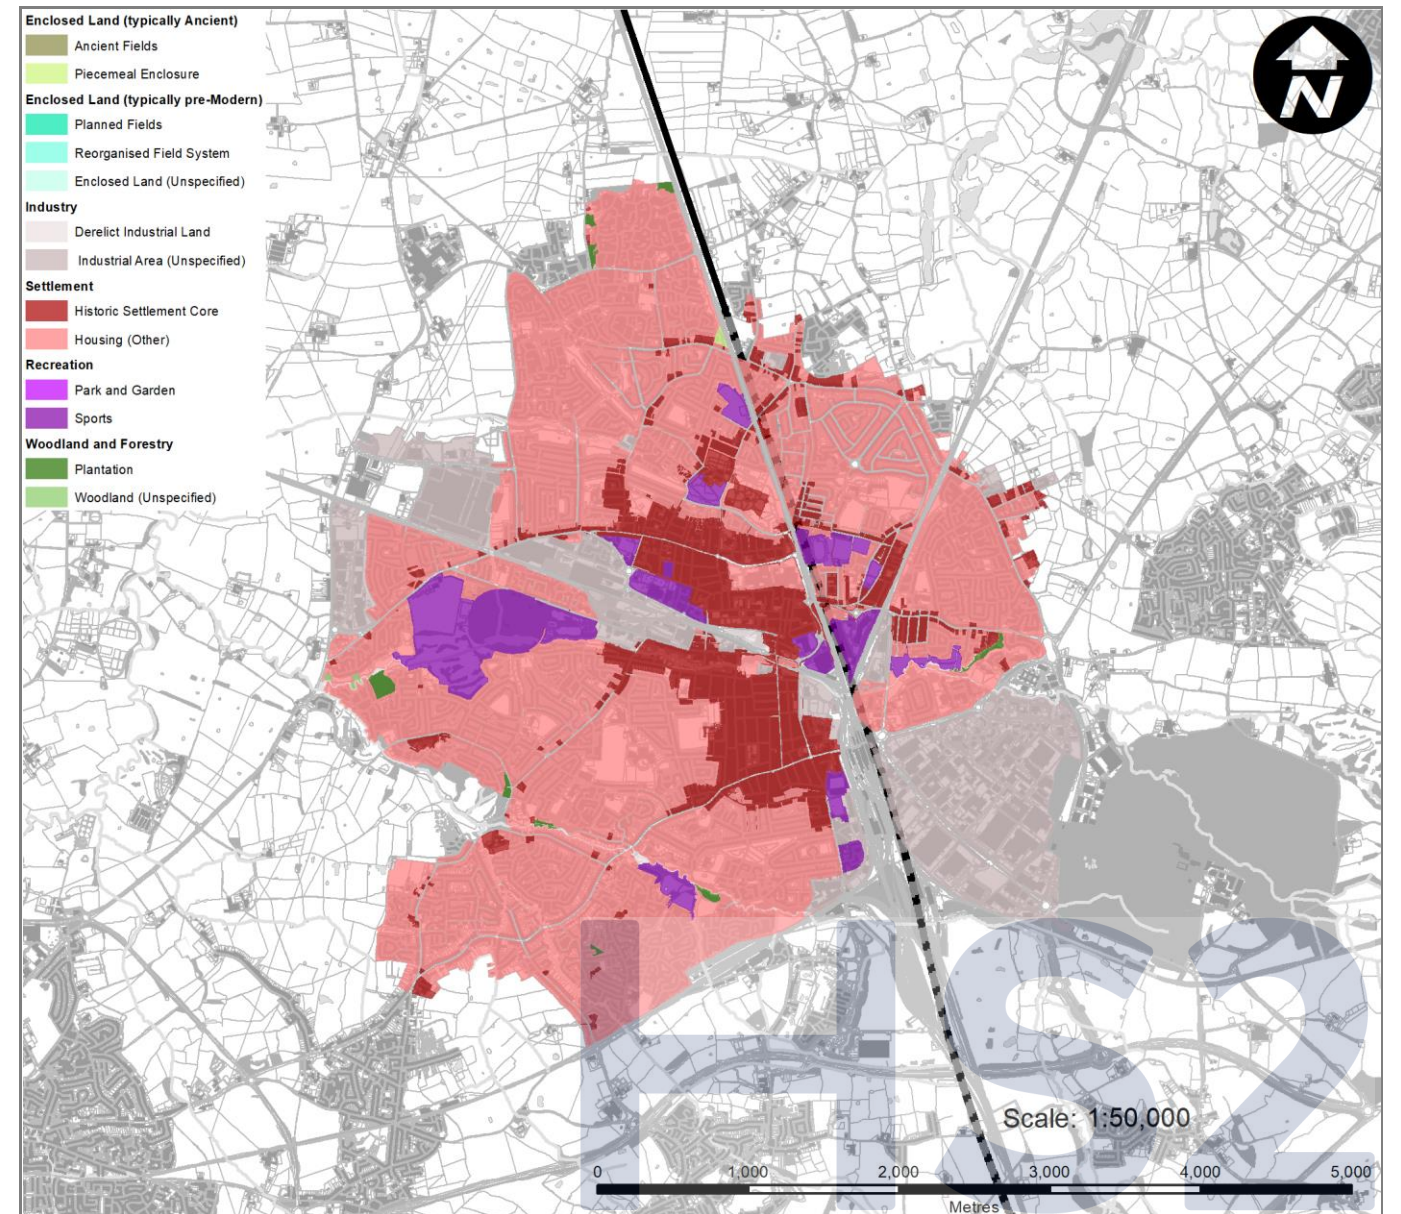 Enclosed Land (typically Ancient)
Ancient Fields
Piecemeal Enclosure
Enclosed Land (typically pre-Modern)
Planned Fields
Reorganised Field System
Enclosed Land (Unspecified)
Industry
Derelict Industrial Land
Industrial Area (Unspecified)
Settlement
Historic Settlement Core
Housing (Other)
Recreation
Park and Garden
Sports
Woodland and Forestry
Plantation
Woodland (Unspecified)
N
HS2
Scale: 1:50,000
0 1,000 2,000 3,000 4,000 5,000
Metres